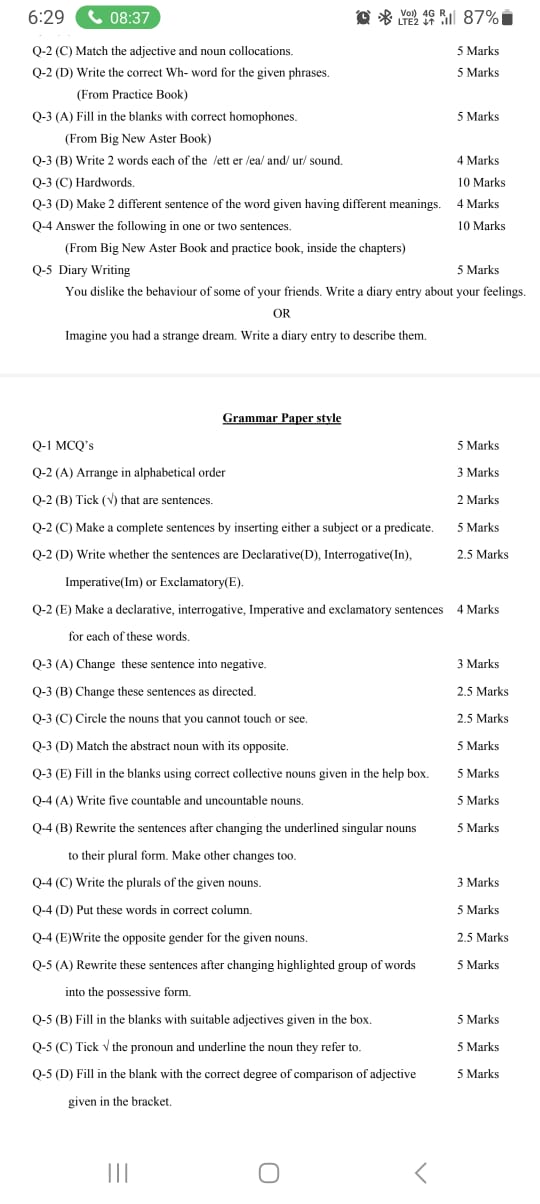 6:29 08:37 Vo)) LTE2 4G R 87%
Q-2 (C) Match the adjective and noun collocations. 5 Marks
Q-2 (D) Write the correct Wh- word for the given phrases. 5 Marks
(From Practice Book)
Q-3 (A) Fill in the blanks with correct homophones. 5 Marks
(From Big New Aster Book)
Q-3 (B) Write 2 words each of the /ett er /ea/ and/ ur/ sound. 4 Marks
Q-3 (C) Hardwords. 10 Marks
Q-3 (D) Make 2 different sentence of the word given having different meanings. 4 Marks
Q-4 Answer the following in one or two sentences. 10 Marks
(From Big New Aster Book and practice book, inside the chapters)
Q-5 Diary Writing 5 Marks
You dislike the behaviour of some of your friends. Write a diary entry about your feelings.
OR
Imagine you had a strange dream. Write a diary entry to describe them.
Grammar Paper style
Q-1 MCQ's 5 Marks
Q-2 (A) Arrange in alphabetical order 3 Marks
Q-2 (B) Tick (√) that are sentences. 2 Marks
Q-2 (C) Make a complete sentences by inserting either a subject or a predicate. 5 Marks
Q-2 (D) Write whether the sentences are Declarative(D), Interrogative(In), 2.5 Marks
Imperative(Im) or Exclamatory(E).
Q-2 (E) Make a declarative, interrogative, Imperative and exclamatory sentences 4 Marks
for each of these words.
Q-3 (A) Change these sentence into negative. 3 Marks
Q-3 (B) Change these sentences as directed. 2.5 Marks
Q-3 (C) Circle the nouns that you cannot touch or see. 2.5 Marks
Q-3 (D) Match the abstract noun with its opposite. 5 Marks
Q-3 (E) Fill in the blanks using correct collective nouns given in the help box. 5 Marks
Q-4 (A) Write five countable and uncountable nouns. 5 Marks
Q-4 (B) Rewrite the sentences after changing the underlined singular nouns 5 Marks
to their plural form. Make other changes too.
Q-4 (C) Write the plurals of the given nouns. 3 Marks
Q-4 (D) Put these words in correct column. 5 Marks
Q-4 (E)Write the opposite gender for the given nouns. 2.5 Marks
Q-5 (A) Rewrite these sentences after changing highlighted group of words 5 Marks
into the possessive form.
Q-5 (B) Fill in the blanks with suitable adjectives given in the box. 5 Marks
Q-5 (C) Tick √ the pronoun and underline the noun they refer to. 5 Marks
Q-5 (D) Fill in the blank with the correct degree of comparison of adjective 5 Marks
given in the bracket.